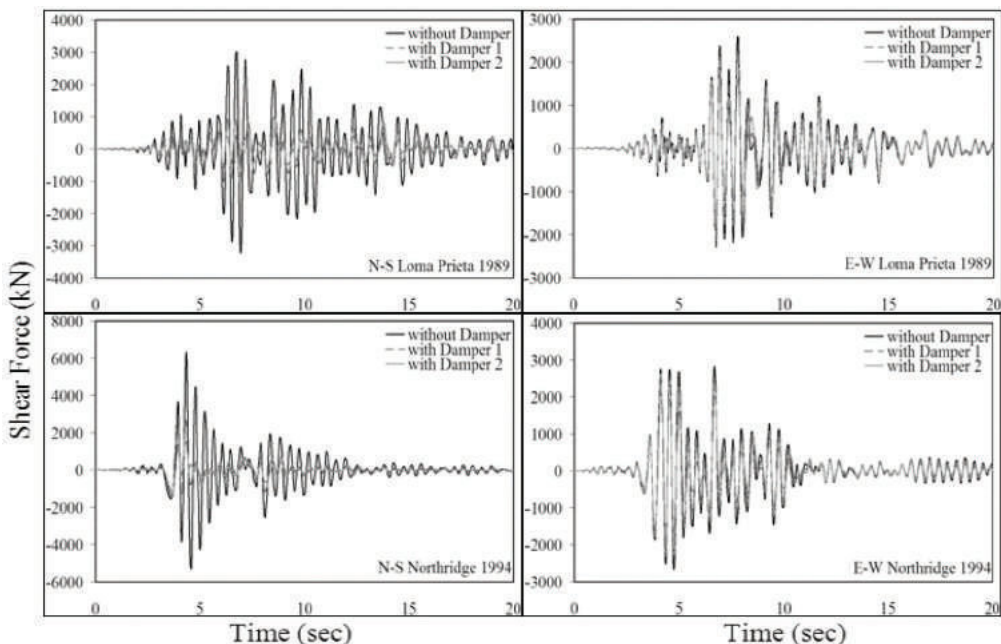 Shear Force (kN)
4000
3000
2000
1000
0
-1000
-2000
-3000
-4000
without Damper
with Damper 1
with Damper 2
N-S Loma Prieta 1989
0 5 10 15 20
3000
2000
1000
0
-1000
-2000
-3000
without Damper
with Damper 1
with Damper 2
E-W Loma Prieta 1989
0 5 10 15 20
8000
6000
4000
2000
0
-2000
-4000
-6000
without Damper
with Damper 1
with Damper 2
N-S Northridge 1994
0 5 10 15 20
Time (sec)
4000
3000
2000
1000
0
-1000
-2000
-3000
without Damper
with Damper 1
with Damper 2
E-W Northridge 1994
0 5 10 15 20
Time (sec)